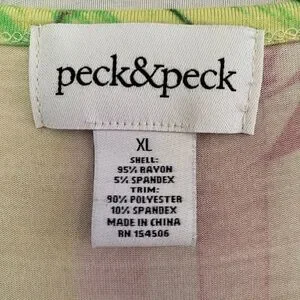 peck&peck
XL
SHELL:
95% RAYON
5% SPANDEX
TRIM:
90% POLYESTER
10% SPANDEX
MADE IN CHINA
RN 154506